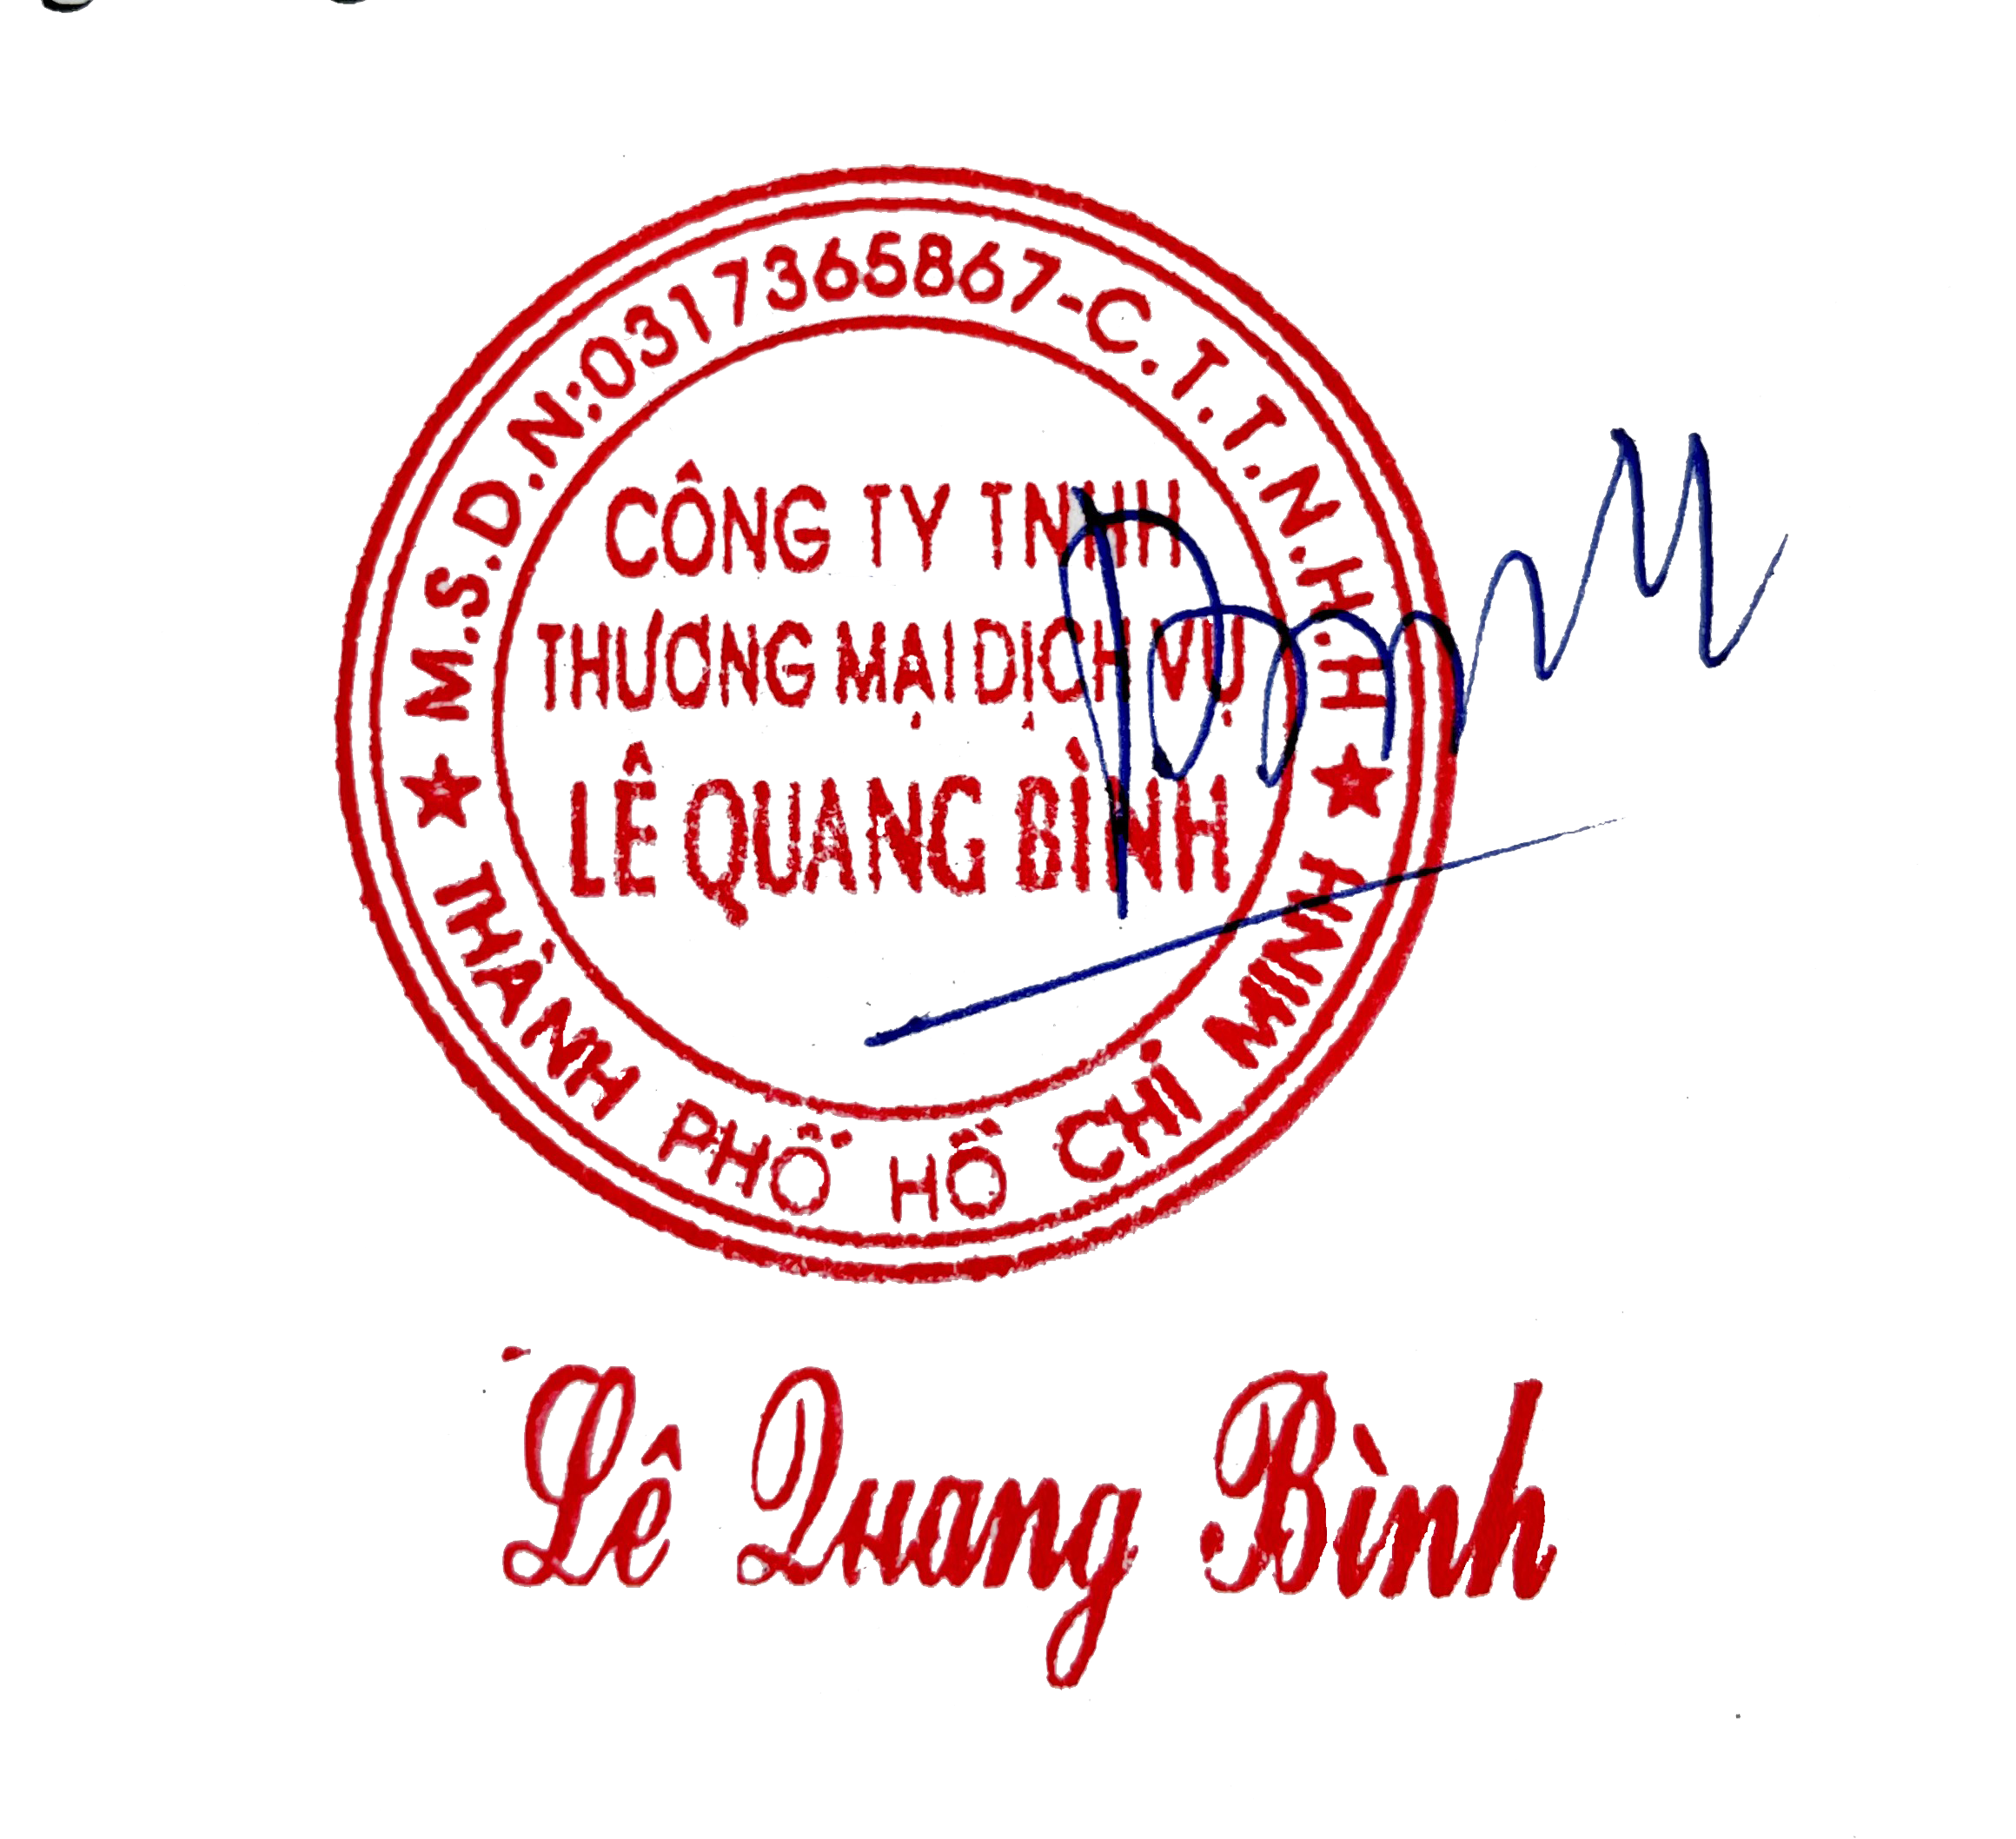 M.S.D.N:0317365867-C.T.T.N.H.H
CÔNG TY TNHH
THƯƠNG MẠI DỊCH VỤ
LÊ QUANG BÌNH
THÀNH PHỐ HỒ CHÍ MINH
Lê Quang Bình